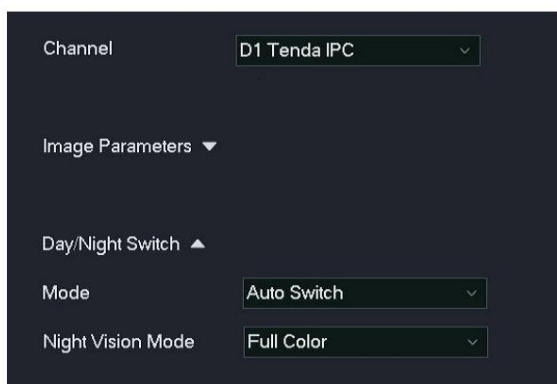 Channel D1 Tenda IPC
Image Parameters
Day/Night Switch
Mode Auto Switch
Night Vision Mode Full Color